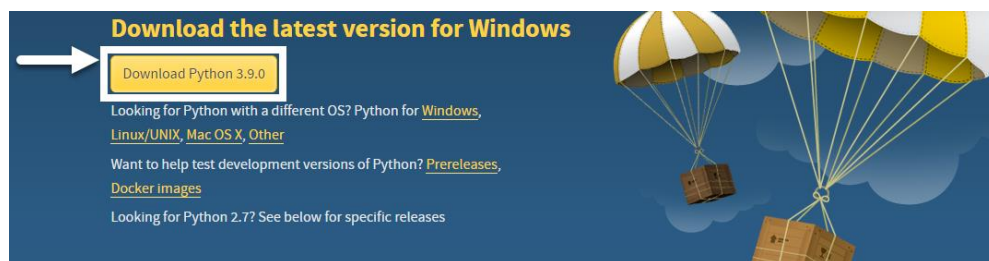 Download the latest version for Windows
Download Python 3.9.0
Looking for Python with a different OS? Python for Windows,
Linux/UNIX, Mac OS X, Other
Want to help test development versions of Python? Prereleases,
Docker images
Looking for Python 2.7? See below for specific releases